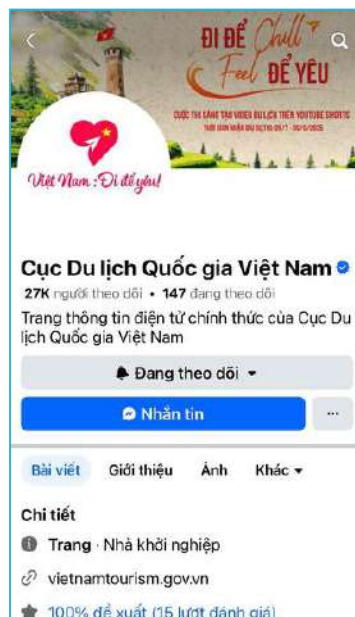 ĐI ĐỂ Chill
Feel ĐỂ YÊU
CUỘC THI SÁNG TẠO VIDEO DU LỊCH TRÊN YOUTUBE SHORTS
Việt Nam : Đi để yêu!
Cục Du lịch Quốc gia Việt Nam
27K người theo dõi • 147 đang theo dõi
Trang thông tin điện tử chính thức của Cục Du
lịch Quốc gia Việt Nam
Đang theo dõi
Nhắn tin
Bài viết Giới thiệu Ảnh Khác
Chi tiết
Trang · Nhà khởi nghiệp
vietnamtourism.gov.vn
100% đề xuất (15 lượt đánh giá)